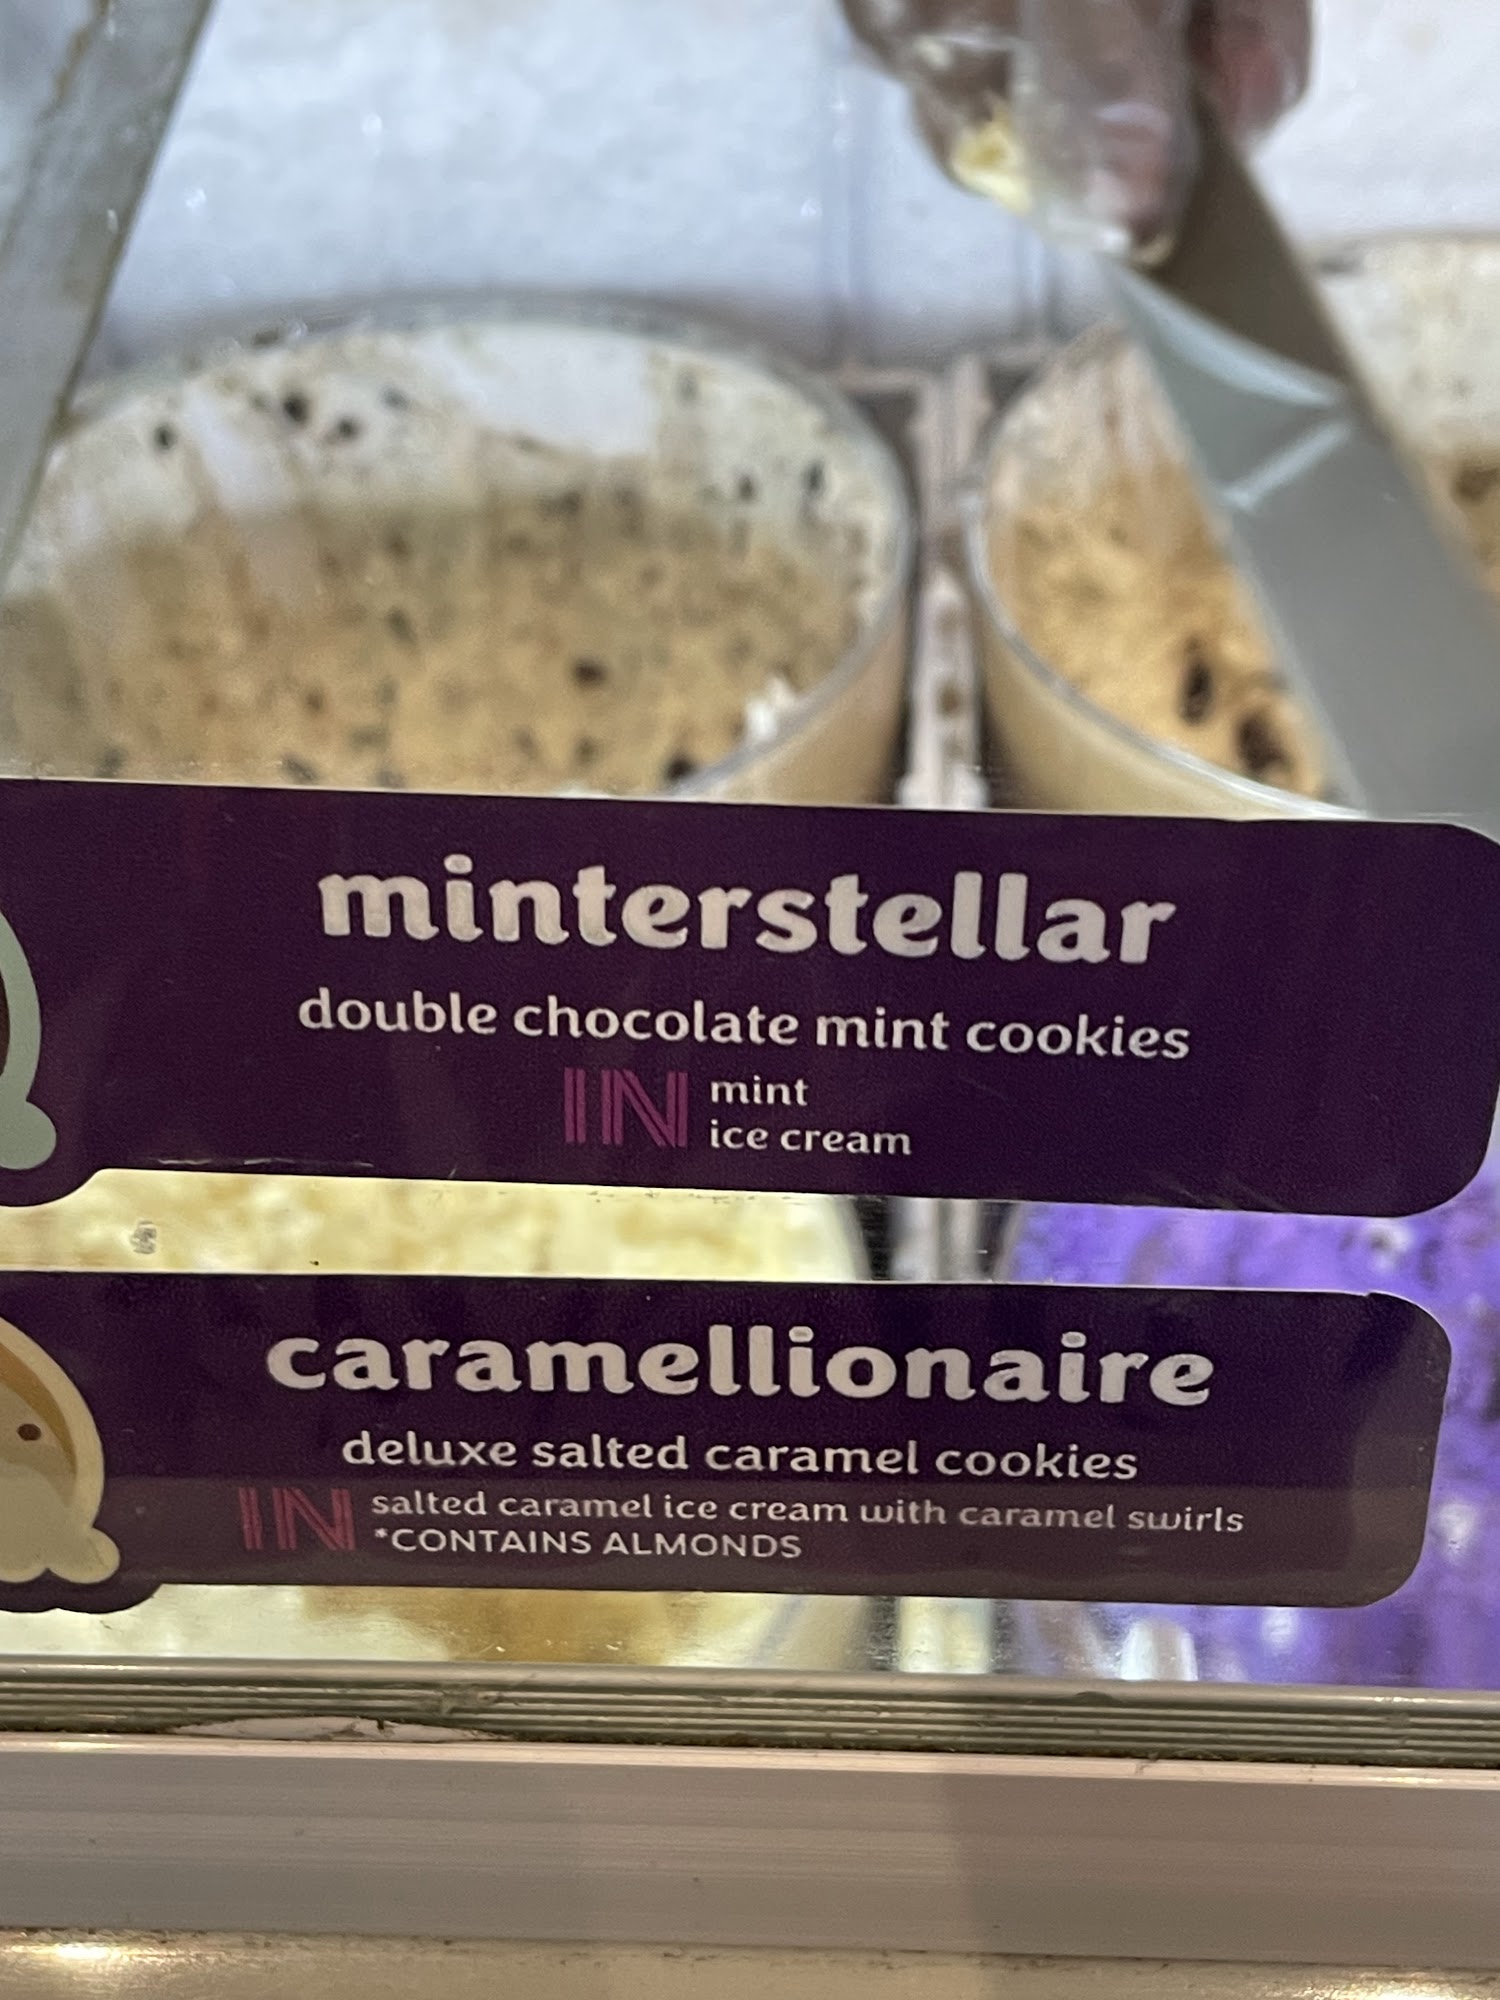 minterstellar
double chocolate mint cookies
IN mint
ice cream
caramellionaire
deluxe salted caramel cookies
IN salted caramel ice cream with caramel swirls
*CONTAINS ALMONDS